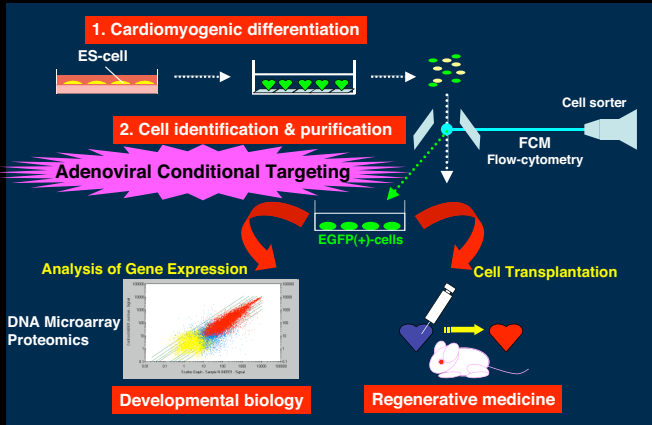 1. Cardiomyogenic differentiation
ES-cell
Cell sorter
2. Cell identification & purification
FCM
Flow-cytometry
Adenoviral Conditional Targeting
EGFP(+)-cells
Analysis of Gene Expression
Cell Transplantation
DNA Microarray
Proteomics
Developmental biology
Regenerative medicine